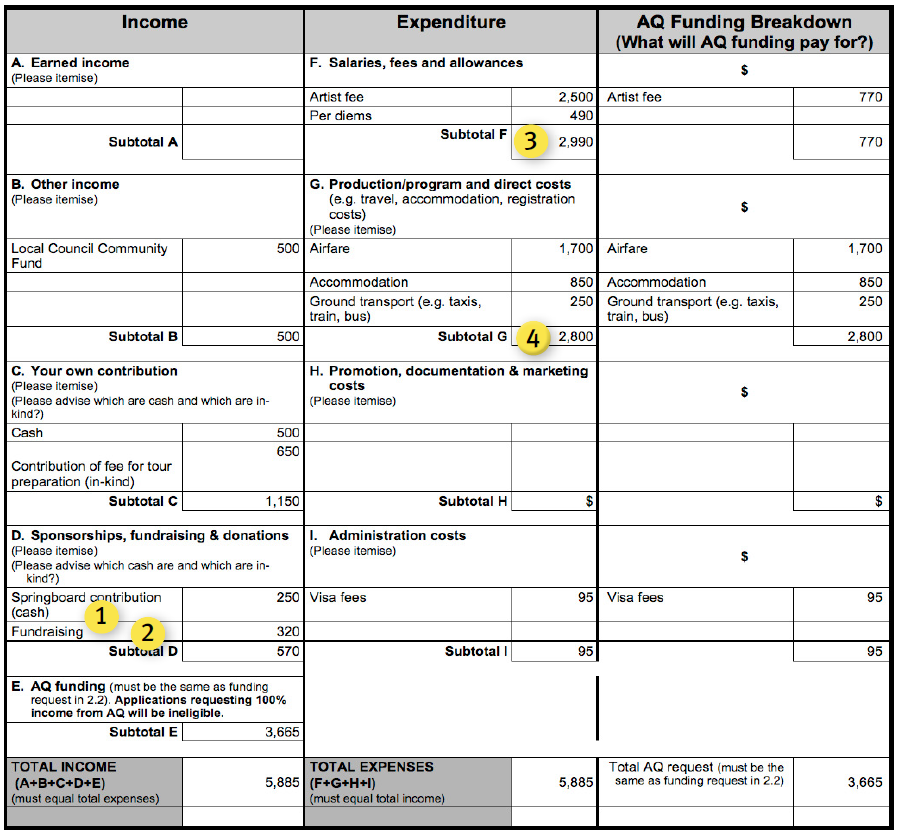 Income
Expenditure
AQ Funding Breakdown
(What will AQ funding pay for?)
A. Earned income
(Please itemise)
F. Salaries, fees and allowances
$
Artist fee 2,500 Artist fee 770
Per diems 490
Subtotal A
Subtotal F 3 2,990 770
B. Other income
(Please itemise)
G. Production/program and direct costs
(e.g. travel, accommodation, registration
costs)
(Please itemise)
$
Local Council Community
Fund
500 Airfare 1,700 Airfare 1,700
Accommodation 850 Accommodation 850
Ground transport (e.g. taxis,
train, bus)
250 Ground transport (e.g. taxis,
train, bus)
250
Subtotal B 500 Subtotal G 4 2,800 2,800
C. Your own contribution
(Please itemise)
(Please advise which are cash and which are in-
kind?)
H. Promotion, documentation & marketing
costs
(Please itemise)
$
Cash 500
650
Contribution of fee for tour
preparation (in-kind)
Subtotal C 1,150 Subtotal H $ $
D. Sponsorships, fundraising & donations
(Please itemise)
(Please advise which cash are and which are in-
kind?)
I. Administration costs
(Please itemise)
$
Springboard contribution
(cash)
1
250 Visa fees 95 Visa fees 95
Fundraising 2 320
Subtotal D 570 Subtotal I 95 95
E. AQ funding (must be the same as funding
request in 2.2). Applications requesting 100%
income from AQ will be ineligible.
Subtotal E 3,665
TOTAL INCOME
(A+B+C+D+E)
(must equal total expenses)
5,885
TOTAL EXPENSES
(F+G+H+I)
(must equal total income)
5,885
Total AQ request (must be the
same as funding request in 2.2)
3,665